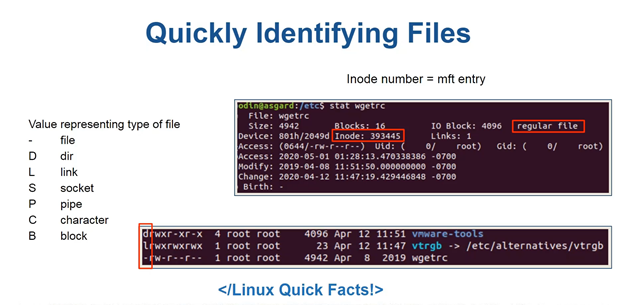 Quickly Identifying Files
Inode number = mft entry
odin@asgard:/etc$ stat wgetrc
File: wgetrc
Size: 4942 Blocks: 16 IO Block: 4096 regular file
Device: 801h/2049d Inode: 393445 Links: 1
Access: (0644/-rw-r--r--) Uid: ( 0/ root) Gid: ( 0/ root)
Access: 2020-05-01 01:28:13.470338386 -0700
Modify: 2019-04-08 11:51:50.000000000 -0700
Change: 2020-04-12 11:47:19.429446848 -0700
Birth: -
Value representing type of file
- file
D dir
L link
S socket
P pipe
C character
B block
drwxr-xr-x 4 root root 4096 Apr 12 11:51 vmware-tools
lrwxrwxrwx 1 root root 23 Apr 12 11:47 vtrgb -> /etc/alternatives/vtrgb
-rw-r--r-- 1 root root 4942 Apr 8 2019 wgetrc
</Linux Quick Facts!>